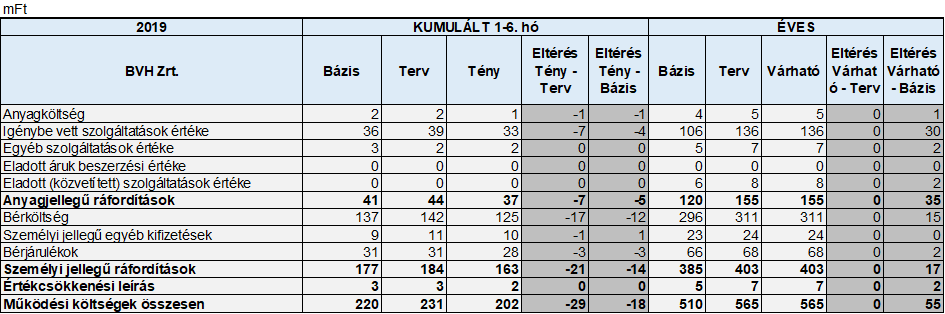 mFt
2019 KUMULÁLT 1-6. hó ÉVES
BVH Zrt. Bázis Terv Tény Eltérés Tény - Terv Eltérés Tény - Bázis Bázis Terv Várható Eltérés Várhat ó - Terv Eltérés Várható - Bázis
Anyagköltség 2 2 1 -1 -1 4 5 5 0 1
Igénybe vett szolgáltatások értéke 36 39 33 -7 -4 106 136 136 0 30
Egyéb szolgáltatások értéke 3 2 2 0 0 5 7 7 0 2
Eladott áruk beszerzési értéke 0 0 0 0 0 0 0 0 0 0
Eladott (közvetített) szolgáltatások értéke 0 0 0 0 0 6 8 8 0 2
Anyagjellegű ráfordítások 41 44 37 -7 -5 120 155 155 0 35
Bérköltség 137 142 125 -17 -12 296 311 311 0 15
Személyi jellegű egyéb kifizetések 9 11 10 -1 1 23 24 24 0 0
Bérjárulékok 31 31 28 -3 -3 66 68 68 0 2
Személyi jellegű ráfordítások 177 184 163 -21 -14 385 403 403 0 17
Értékcsökkenési leírás 3 3 2 0 0 5 7 7 0 2
Működési költségek összesen 220 231 202 -29 -18 510 565 565 0 55